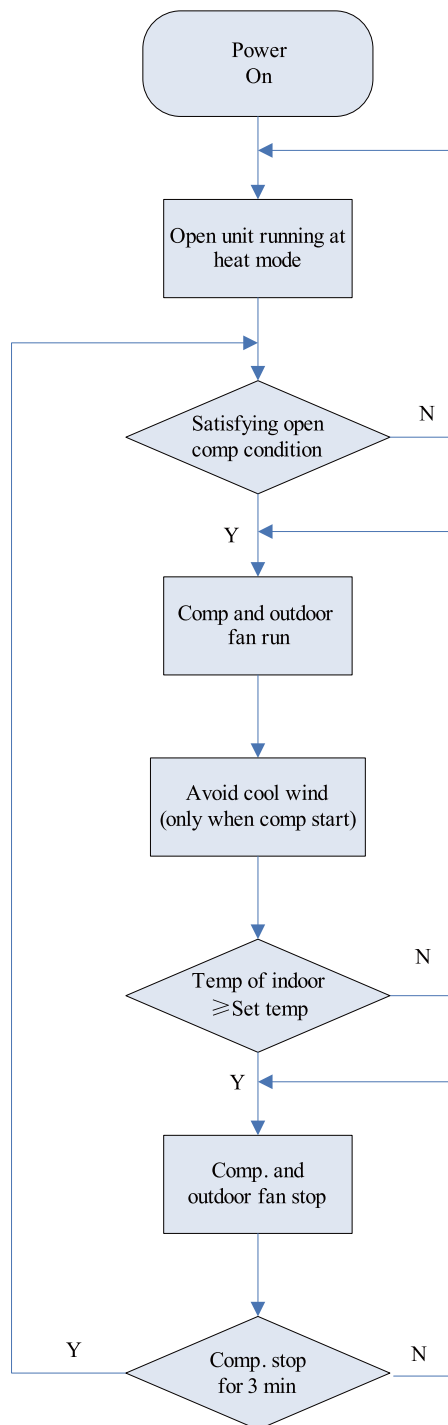 Power
On
Open unit running at
heat mode
Satisfying open
comp condition
N
Y
Comp and outdoor
fan run
Avoid cool wind
(only when comp start)
Temp of indoor
≥Set temp
N
Y
Comp. and
outdoor fan stop
Y
Comp. stop
for 3 min
N